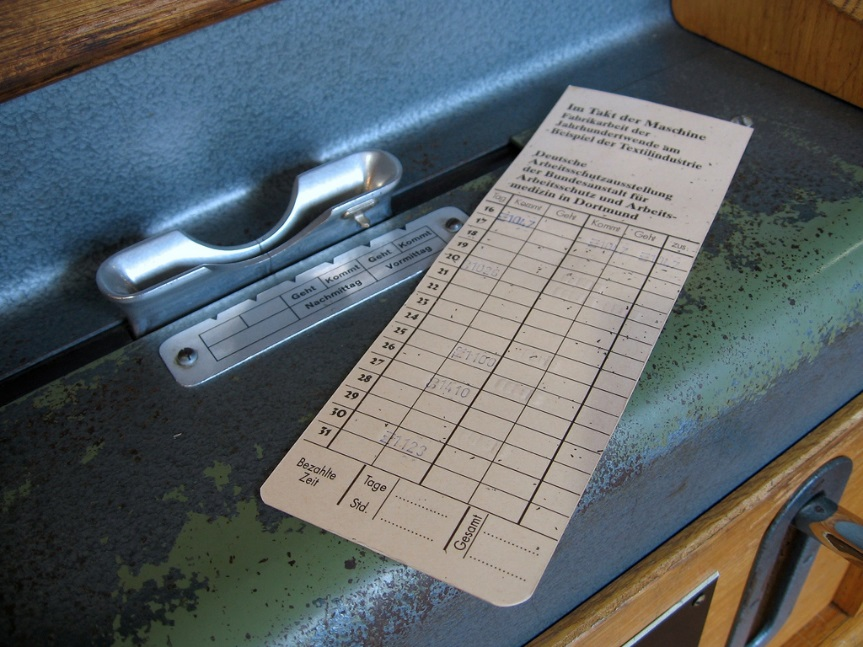 Im Takt der Maschine
Fabrikarbeit der
Jahrhundertwende am
Beispiel der Textilindustrie
Deutsche
Arbeitsschutzausstellung
der Bundesanstalt für
Arbeitsschutz und Arbeits-
medizin in Dortmund
Tag Kommt Geht Kommt Geht zus.
16
17
18
19
20
21
22
23
24
25
26
27
28
29
30
31
Bezahlte
Zeit
Tage
Std.
Gesamt
Geht Kommt Geht Kommt
Nachmittag Vormittag